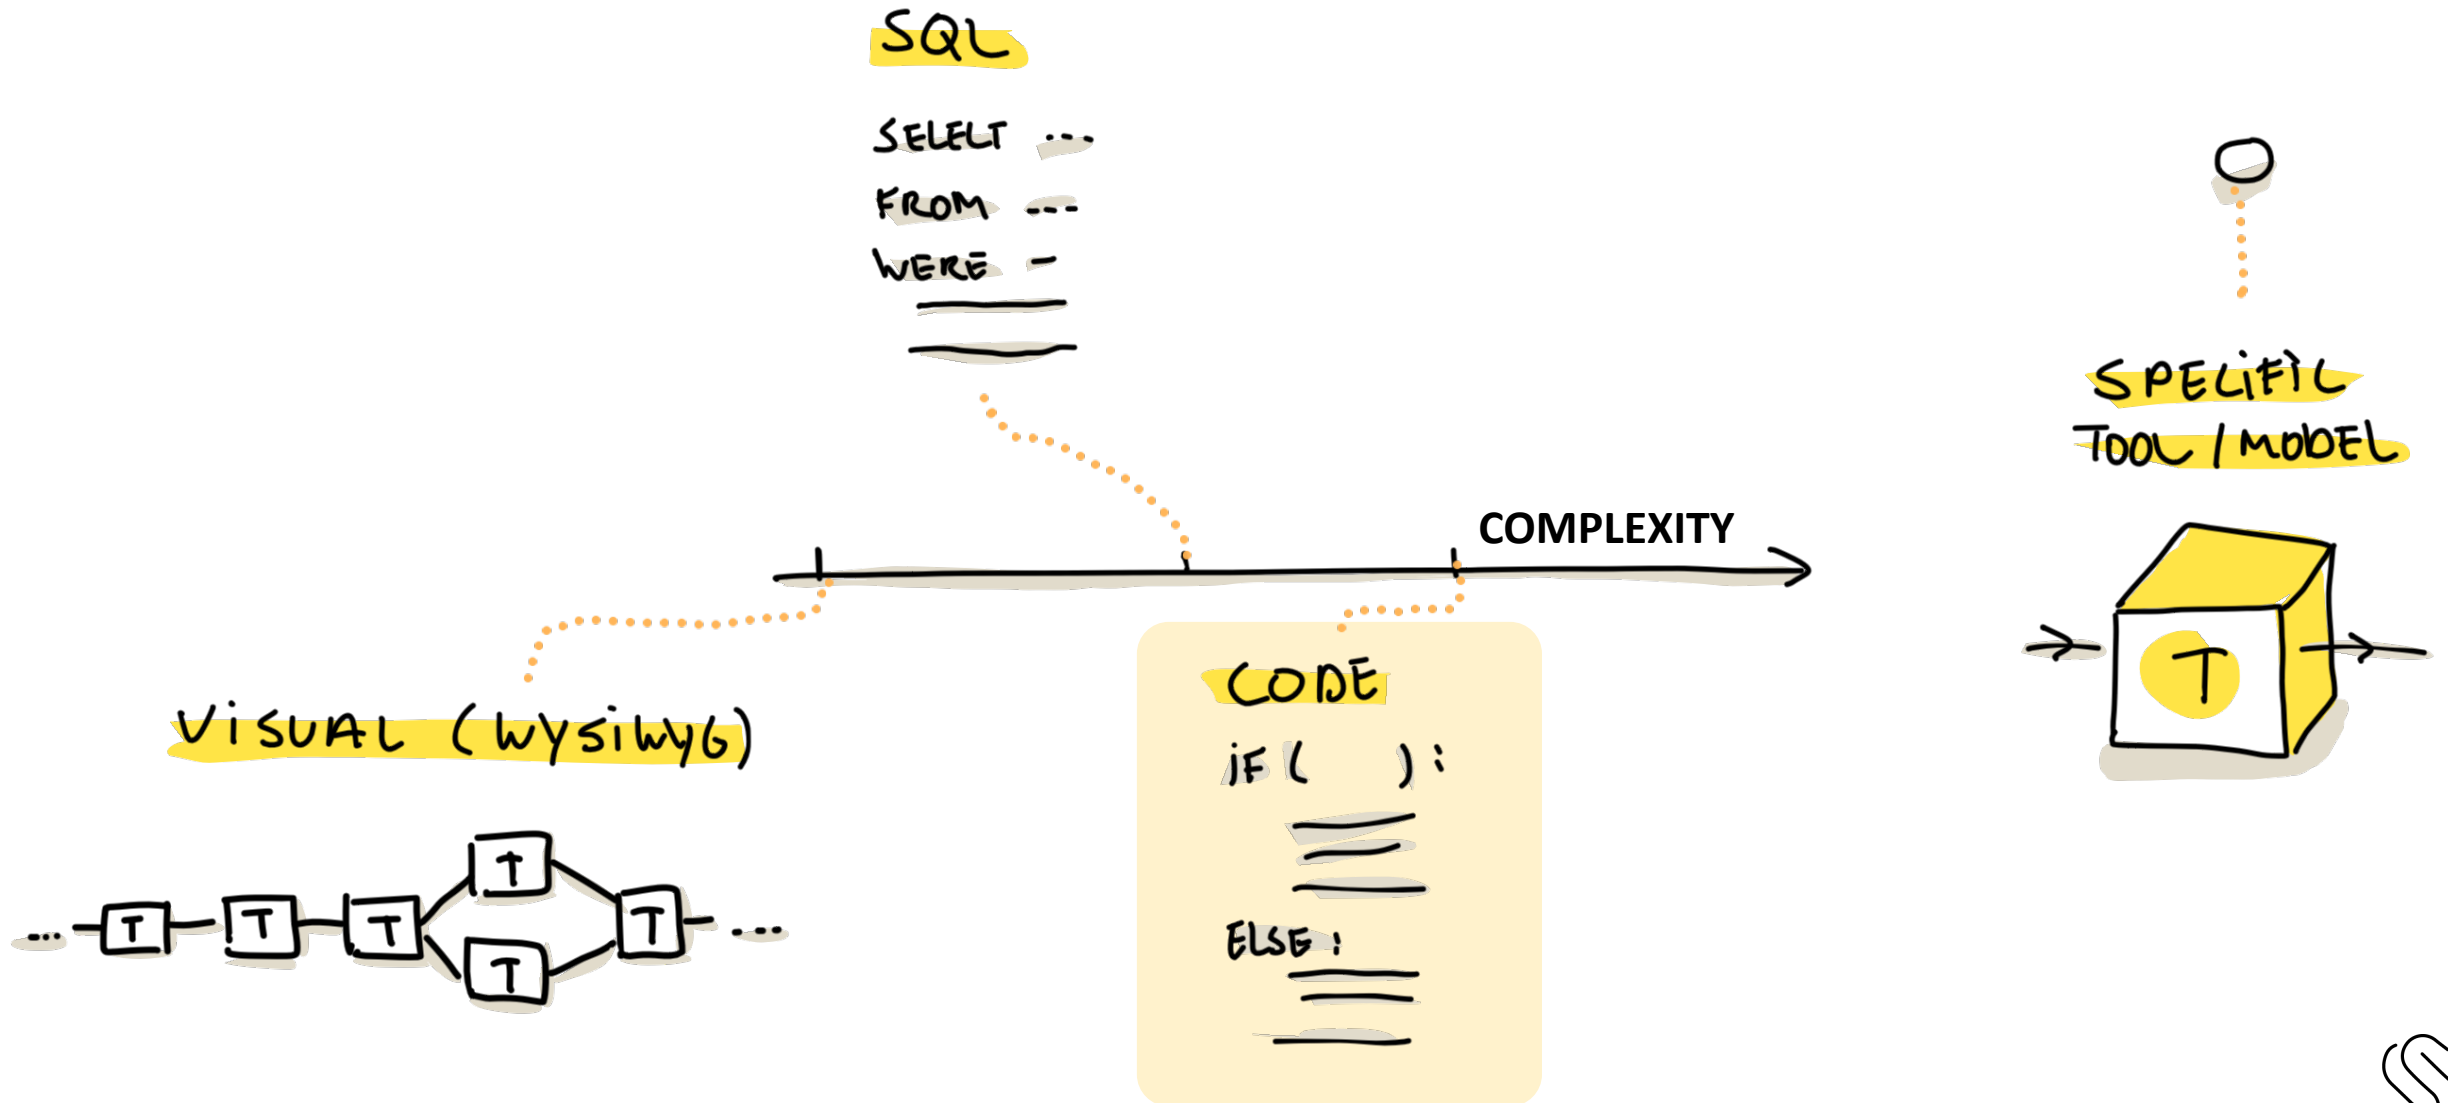 SQL
SELECT ...
FROM ---
WERE -
SPECIFIC
TOOL / MODEL
COMPLEXITY
CODE
IF ( ) :
ELSE :
VISUAL (WYSIWYG)
T
T
T
T
T
T
T